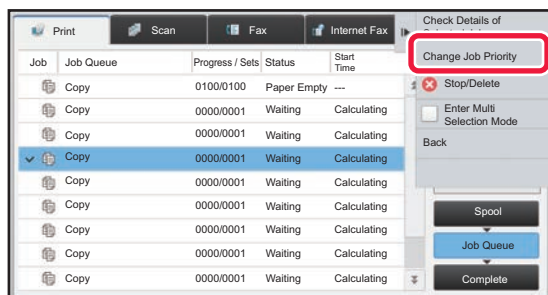 Print
Scan
Fax
Internet Fax
Check Details of
Job
Job Queue
Progress / Sets
Status
Start
Time
Change Job Priority
Copy
0100/0100
Paper Empty
---
Stop/Delete
Copy
0000/0001
Waiting
Calculating
Enter Multi
Selection Mode
Copy
0000/0001
Waiting
Calculating
Back
Copy
0000/0001
Waiting
Calculating
Copy
0000/0001
Waiting
Calculating
Copy
0000/0001
Waiting
Calculating
Spool
Copy
0000/0001
Waiting
Calculating
Job Queue
Copy
0000/0001
Waiting
Calculating
Copy
0000/0001
Waiting
Calculating
Complete